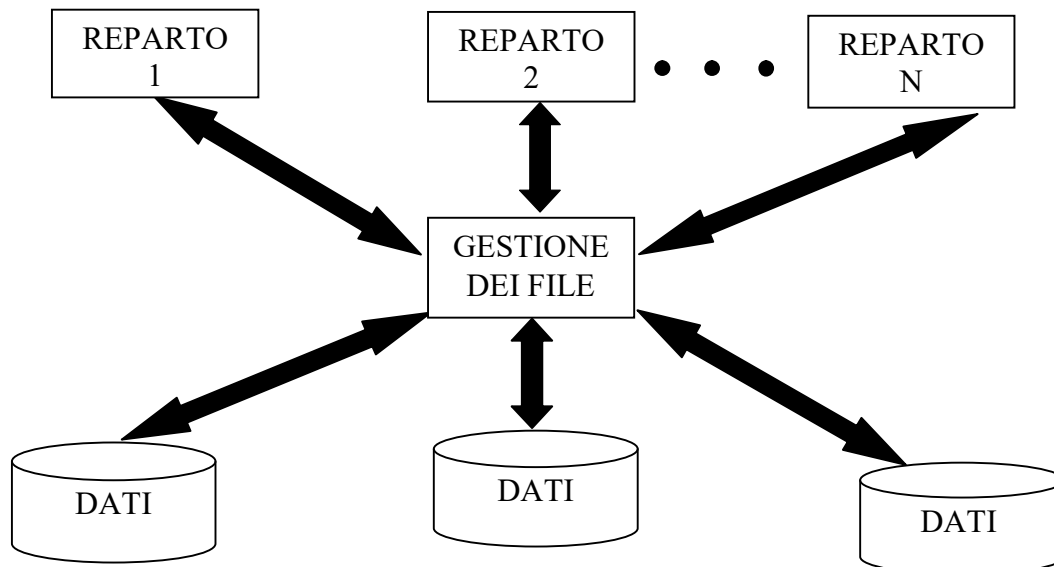 REPARTO
1
REPARTO
2
REPARTO
N
GESTIONE
DEI FILE
DATI
DATI
DATI